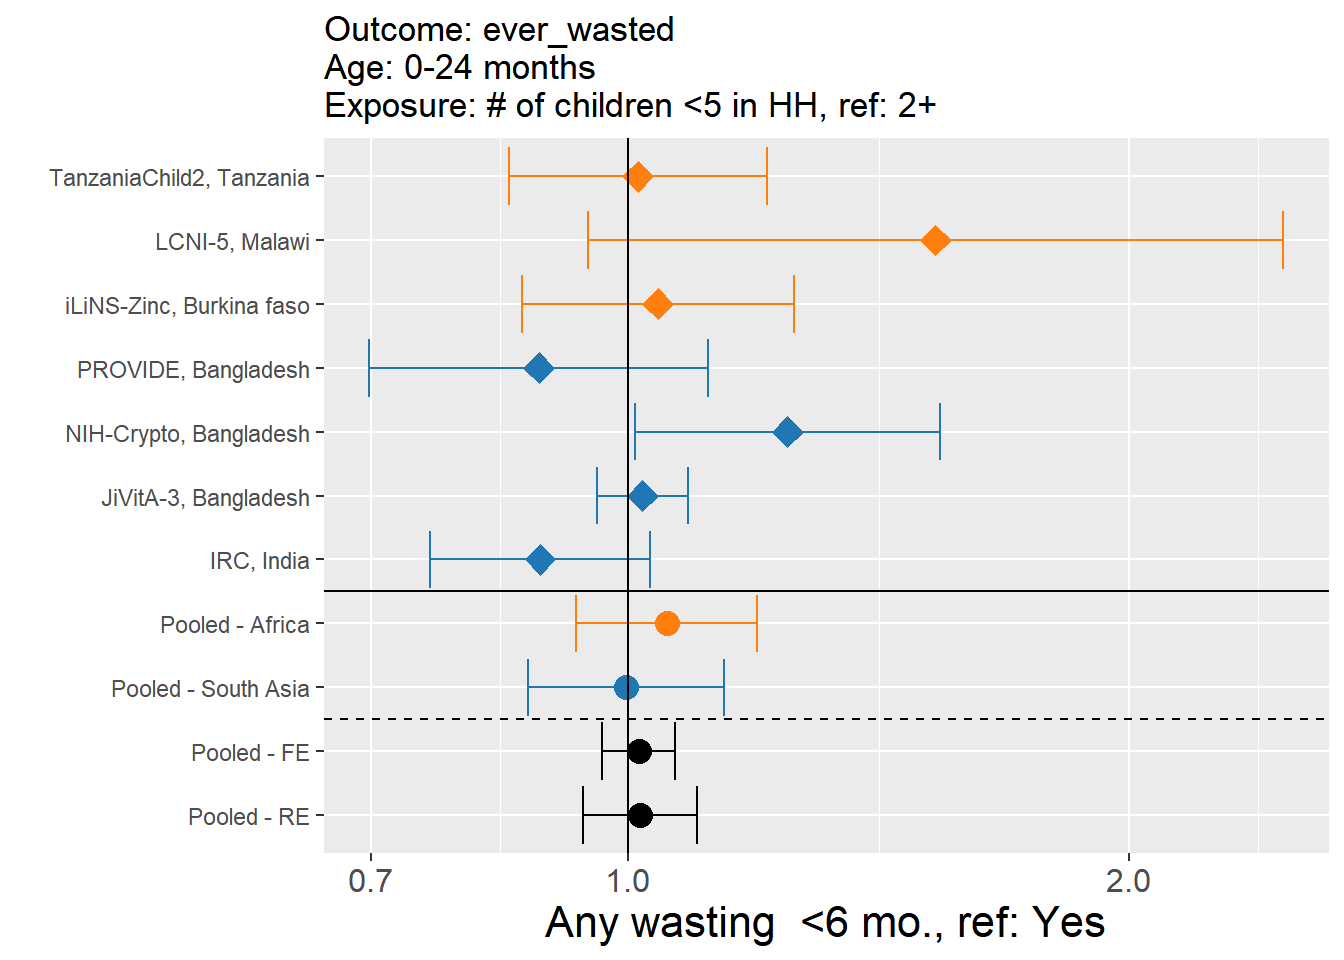 Outcome: ever_wasted
Age: 0-24 months
Exposure: # of children <5 in HH, ref: 2+
TanzaniaChild2, Tanzania
LCNI-5, Malawi
iLiNS-Zinc, Burkina faso
PROVIDE, Bangladesh
NIH-Crypto, Bangladesh
JiVitA-3, Bangladesh
IRC, India
Pooled - Africa
Pooled - South Asia
Pooled - FE
Pooled - RE
0.7 1.0 2.0
Any wasting  <6 mo., ref: Yes